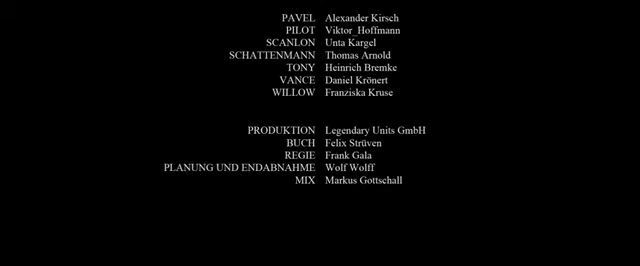 PAVEL Alexander Kirsch
PILOT Viktor_Hoffmann
SCANLON Unta Kargel
SCHATTENMANN Thomas Arnold
TONY Heinrich Bremke
VANCE Daniel Krönert
WILLOW Franziska Kruse
PRODUKTION Legendary Units GmbH
BUCH Felix Strüven
REGIE Frank Gala
PLANUNG UND ENDABNAHME Wolf Wolff
MIX Markus Gottschall